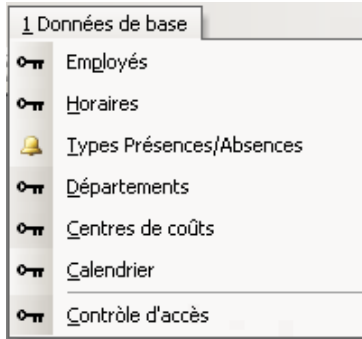 1 Données de base
Employés
Horaires
Types Présences/Absences
Départements
Centres de coûts
Calendrier
Contrôle d'accès